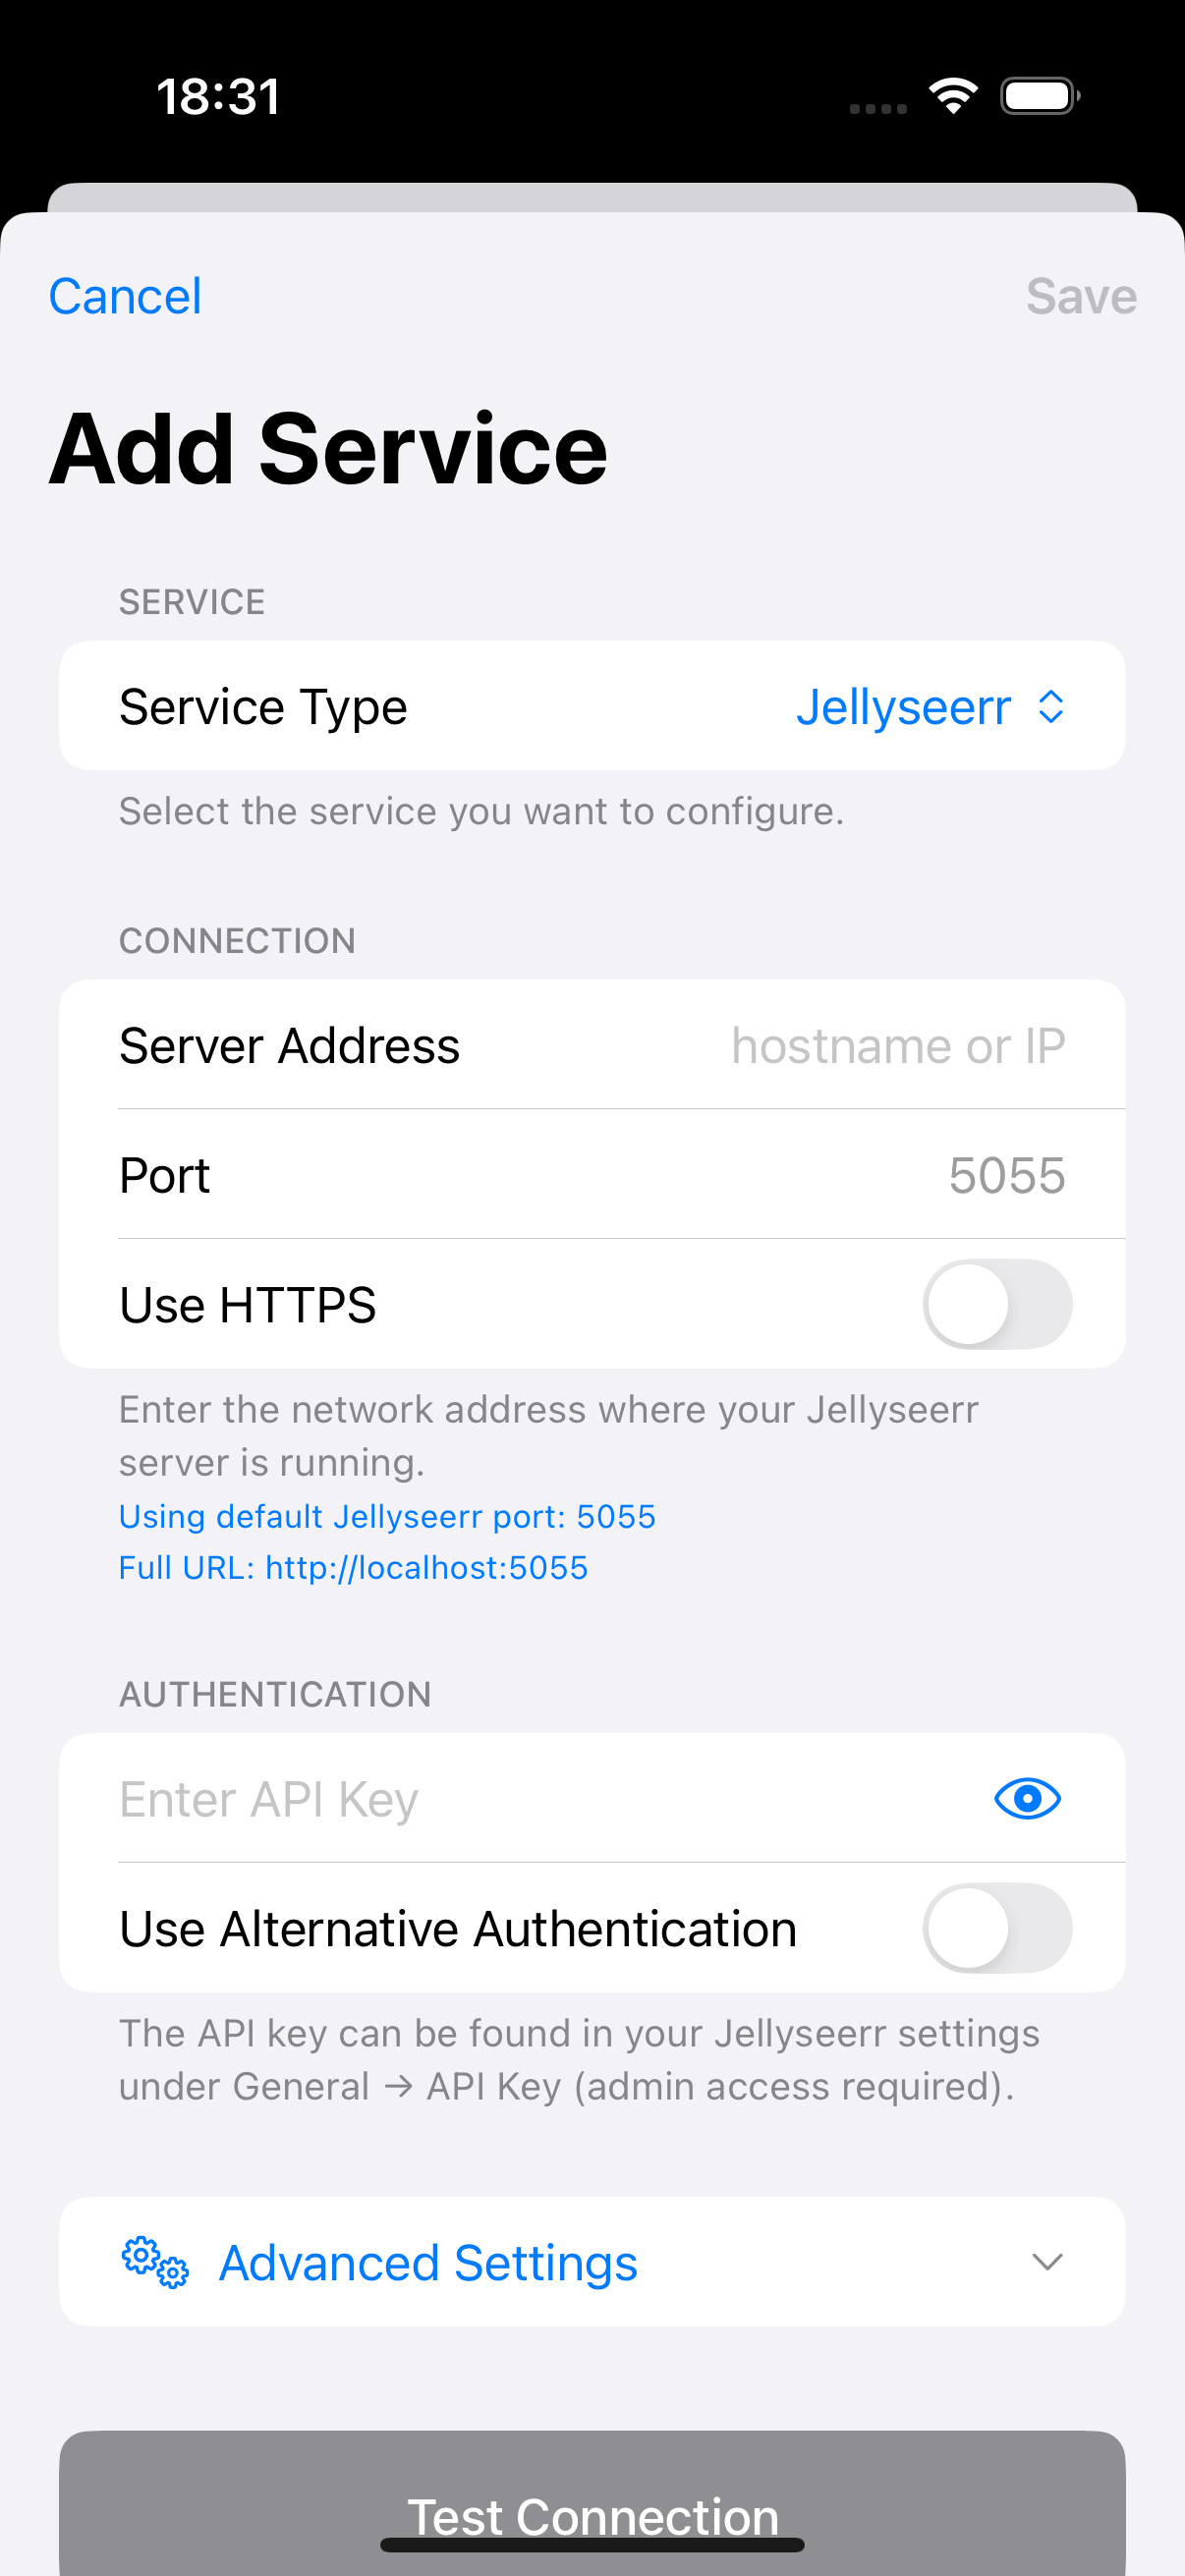 18:31
Cancel
Save
Add Service
SERVICE
Service Type
Jellyseerr
Select the service you want to configure.
CONNECTION
Server Address
hostname or IP
Port
5055
Use HTTPS
Enter the network address where your Jellyseerr
server is running.
Using default Jellyseerr port: 5055
Full URL: http://localhost:5055
AUTHENTICATION
Enter API Key
Use Alternative Authentication
The API key can be found in your Jellyseerr settings
under General → API Key (admin access required).
Advanced Settings
Test Connection